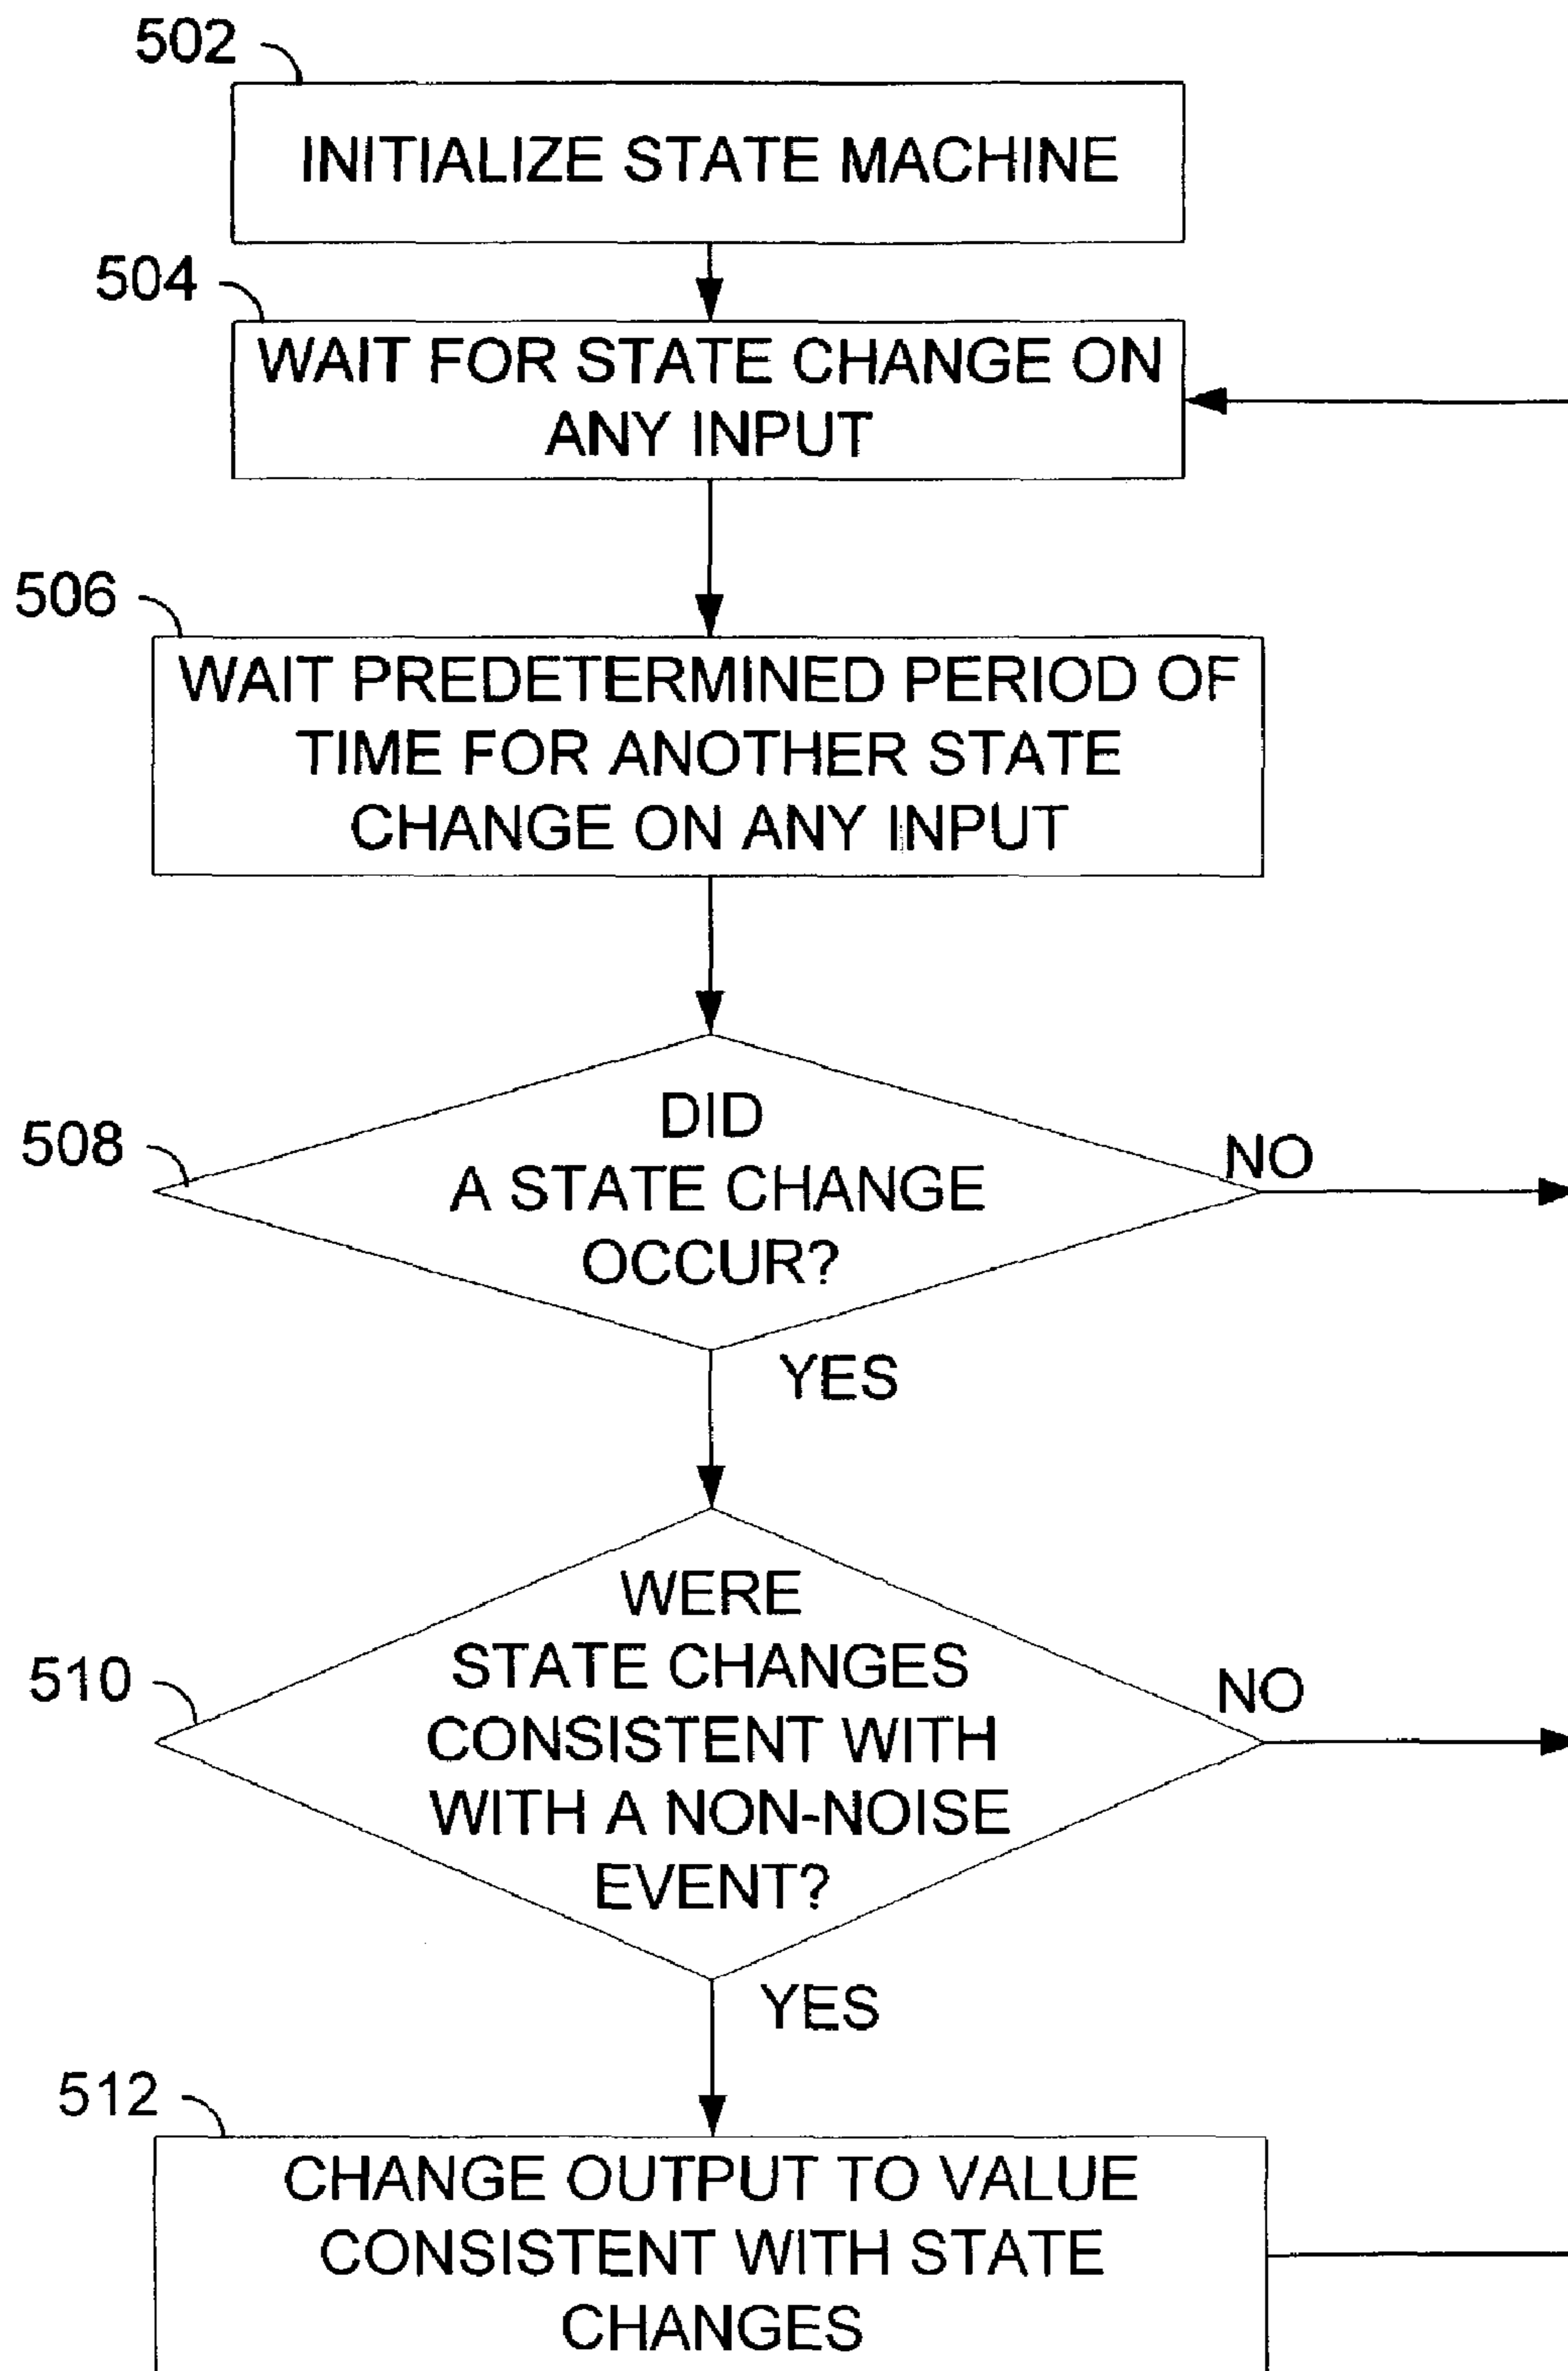 502
INITIALIZE STATE MACHINE
504
WAIT FOR STATE CHANGE ON
ANY INPUT
506
WAIT PREDETERMINED PERIOD OF
TIME FOR ANOTHER STATE
CHANGE ON ANY INPUT
508
DID
A STATE CHANGE
OCCUR?
NO
YES
510
WERE
STATE CHANGES
CONSISTENT WITH
WITH A NON-NOISE
EVENT?
NO
YES
512
CHANGE OUTPUT TO VALUE
CONSISTENT WITH STATE
CHANGES